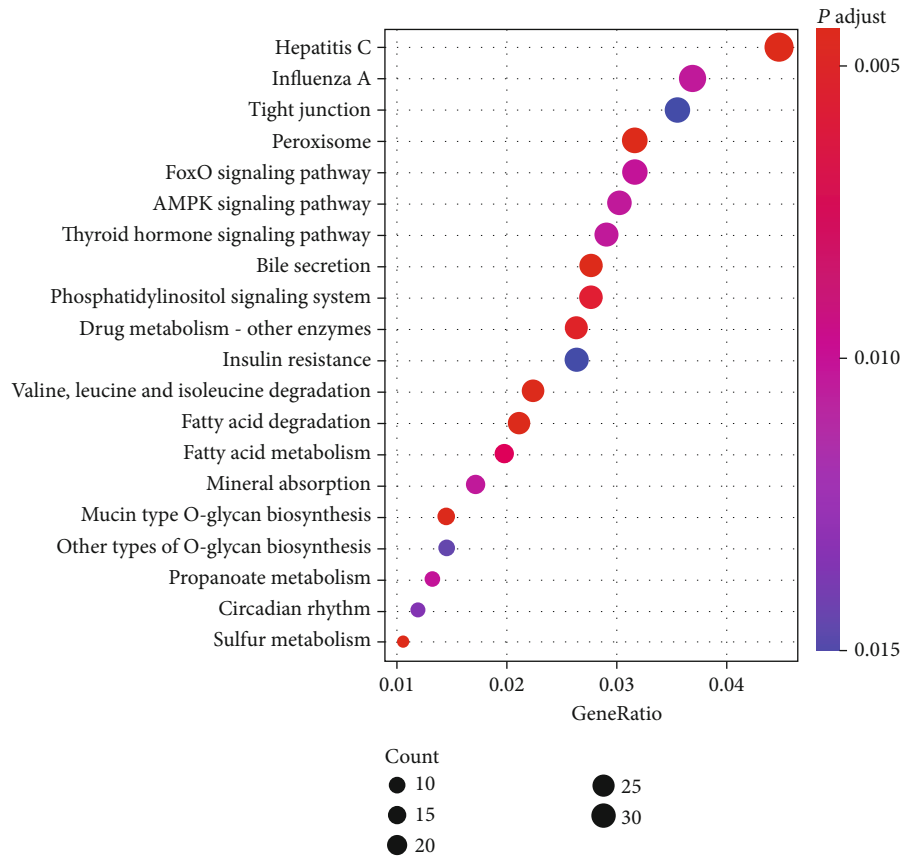 P adjust
Hepatitis C
Influenza A
Tight junction
Peroxisome
FoxO signaling pathway
AMPK signaling pathway
Thyroid hormone signaling pathway
Bile secretion
Phosphatidylinositol signaling system
Drug metabolism - other enzymes
Insulin resistance
Valine, leucine and isoleucine degradation
Fatty acid degradation
Fatty acid metabolism
Mineral absorption
Mucin type O-glycan biosynthesis
Other types of O-glycan biosynthesis
Propanoate metabolism
Circadian rhythm
Sulfur metabolism
0.005
0.010
0.015
0.01 0.02 0.03 0.04
GeneRatio
Count
10
15
20
25
30